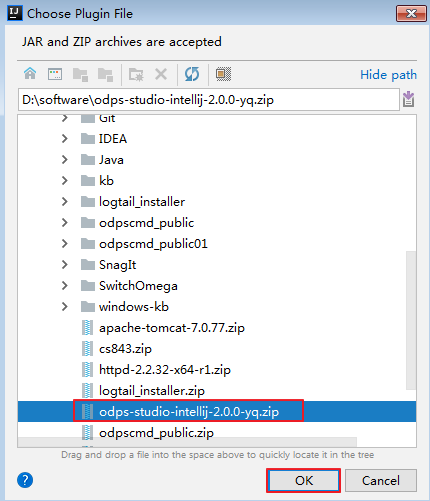 IJ Choose Plugin File
JAR and ZIP archives are accepted
Hide path
D:\software\odps-studio-intellij-2.0.0-yq.zip
Git
IDEA
Java
kb
logtail_installer
odpscmd_public
odpscmd_public01
SnagIt
SwitchOmega
windows-kb
apache-tomcat-7.0.77.zip
cs843.zip
httpd-2.2.32-x64-r1.zip
logtail_installer.zip
odps-studio-intellij-2.0.0-yq.zip
odpscmd_public.zip
Drag and drop a file into the space above to quickly locate it in the tree
?
OK
Cancel